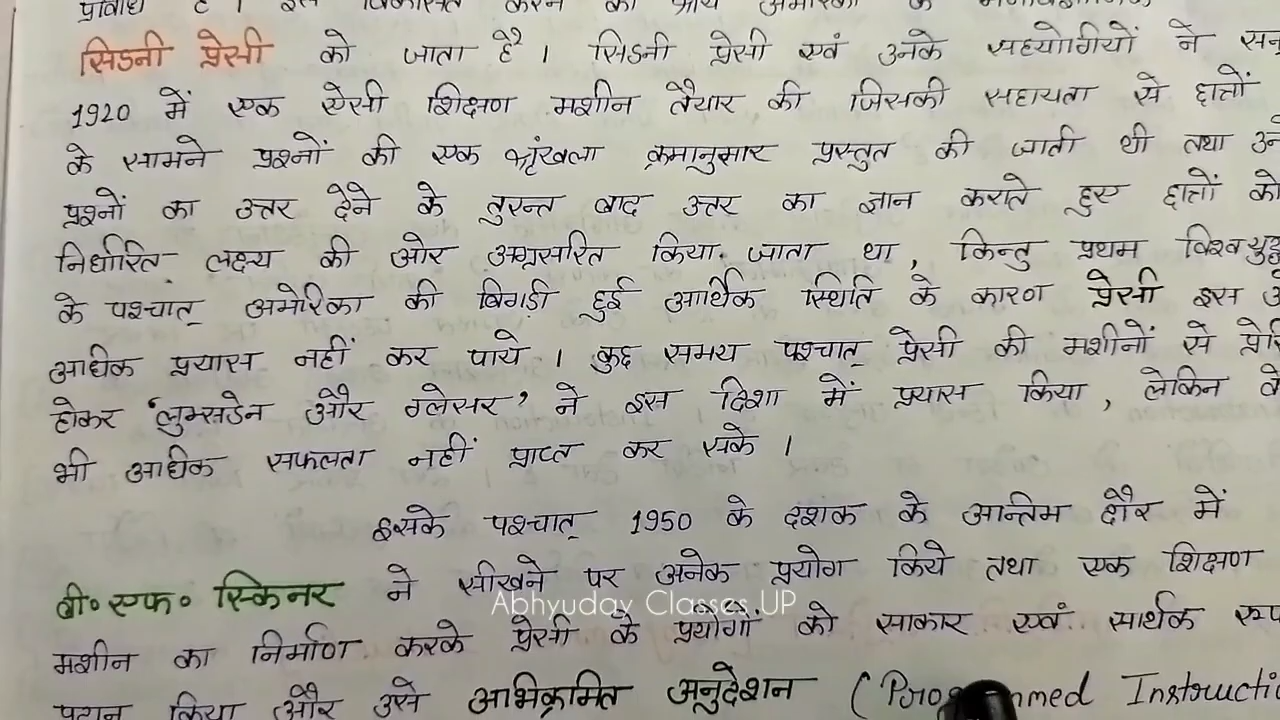 सिडनी प्रेसी को जाता है । सिडनी प्रेसी एवं उनके सहयोगियों ने सन्
1920 में एक ऐसी शिक्षण मशीन तैयार की जिसकी सहायता से छात्तों
के सामने प्रश्नों की एक श्रृंखला क्रमानुसार प्रस्तुत की जाती थी तथा
प्रश्नों का उत्तर देने के तुरन्त बाद उत्तर का ज्ञान कराते हुए छात्तों को
निर्धारित लक्ष्य की ओर अग्रसरित किया जाता था , किन्तु प्रथम विश्वयुद्ध
के पश्चात् अमेरिका की बिगड़ी हुई आर्थिक स्थिति के कारण प्रेसी इस
अधिक प्रयास नहीं कर पाये । कुछ समय पश्चात् प्रेसी की मशीनों से
होकर 'लुम्सडेन और ग्लेसर' ने इस दिशा में प्रयास किया , लेकिन वे
भी अधिक सफलता नहीं प्राप्त कर सके ।
इसके पश्चात् 1950 के दशक के अन्तिम दौर में
बी॰ एफ॰ स्किनर ने सीखने पर अनेक प्रयोग किये तथा एक शिक्षण
Abhyuday Classes UP
मशीन का निर्माण करके प्रेसी के प्रयोगों को साकार एवं सार्थक रूप
किया और उसे अभिक्रमित अनुदेशन (